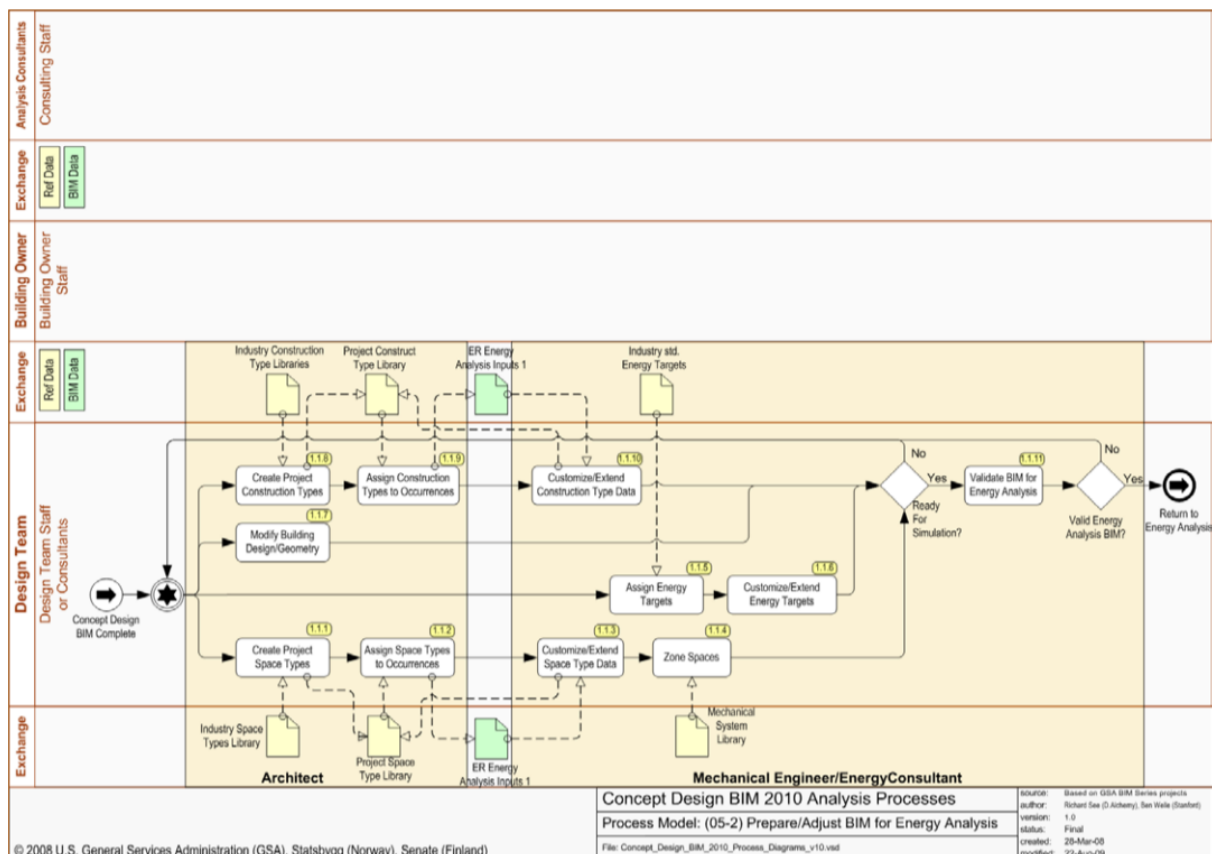 Analysis Consultants
Consulting Staff
Exchange
Ref Data
BIM Data
Building Owner
Building Owner
Staff
Exchange
Ref Data
BIM Data
Industry Construction
Type Libraries
Project Construct
Type Library
ER Energy
Analysis Inputs 1
Industry std.
Energy Targets
Design Team
Design Team Staff
or Consultants
1.1.8
Create Project
Construction Types
1.1.9
Assign Construction
Types to Occurrences
1.1.10
Customize/Extend
Construction Type Data
No
Yes
Ready
For
Simulation?
1.1.11
Validate BIM for
Energy Analysis
No
Yes
Valid Energy
Analysis BIM?
Return to
Energy Analysis
1.1.7
Modify Building
Design/Geometry
Concept Design
BIM Complete
1.1.5
Assign Energy
Targets
1.1.6
Customize/Extend
Energy Targets
1.1.1
Create Project
Space Types
1.1.2
Assign Space Types
to Occurrences
1.1.3
Customize/Extend
Space Type Data
1.1.4
Zone Spaces
Exchange
Industry Space
Types Library
Project Space
Type Library
ER Energy
Analysis Inputs 1
Mechanical
System
Library
Architect
Mechanical Engineer/EnergyConsultant
Concept Design BIM 2010 Analysis Processes
Process Model: (05-2) Prepare/Adjust BIM for Energy Analysis
File: Concept_Design_BIM_2010_Process_Diagrams_v10.vsd
source: Based on GSA BIM Series projects
author: Richard See (D.Alchemy), Ben Welle (Stanford)
version: 1.0
status: Final
created: 28-Mar-08
modified: 23-Aug-09
© 2008 U.S. General Services Administration (GSA), Statsbygg (Norway), Senate (Finland)